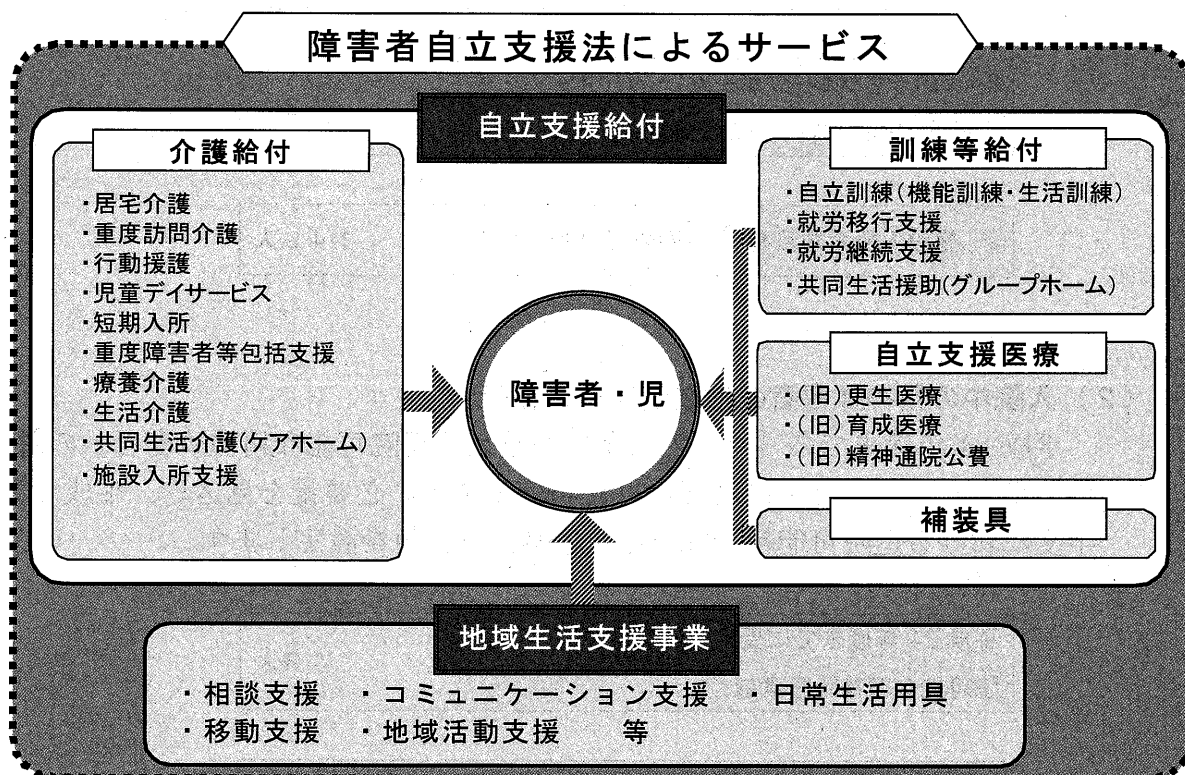 障害者自立支援法によるサービス
自立支援給付
介護給付
・居宅介護
・重度訪問介護
・行動援護
・児童デイサービス
・短期入所
・重度障害者等包括支援
・療養介護
・生活介護
・共同生活介護(ケアホーム)
・施設入所支援
障害者・児
訓練等給付
・自立訓練(機能訓練・生活訓練)
・就労移行支援
・就労継続支援
・共同生活援助(グループホーム)
自立支援医療
・(旧)更生医療
・(旧)育成医療
・(旧)精神通院公費
補装具
地域生活支援事業
・相談支援 ・コミュニケーション支援 ・日常生活用具
・移動支援 ・地域活動支援 等